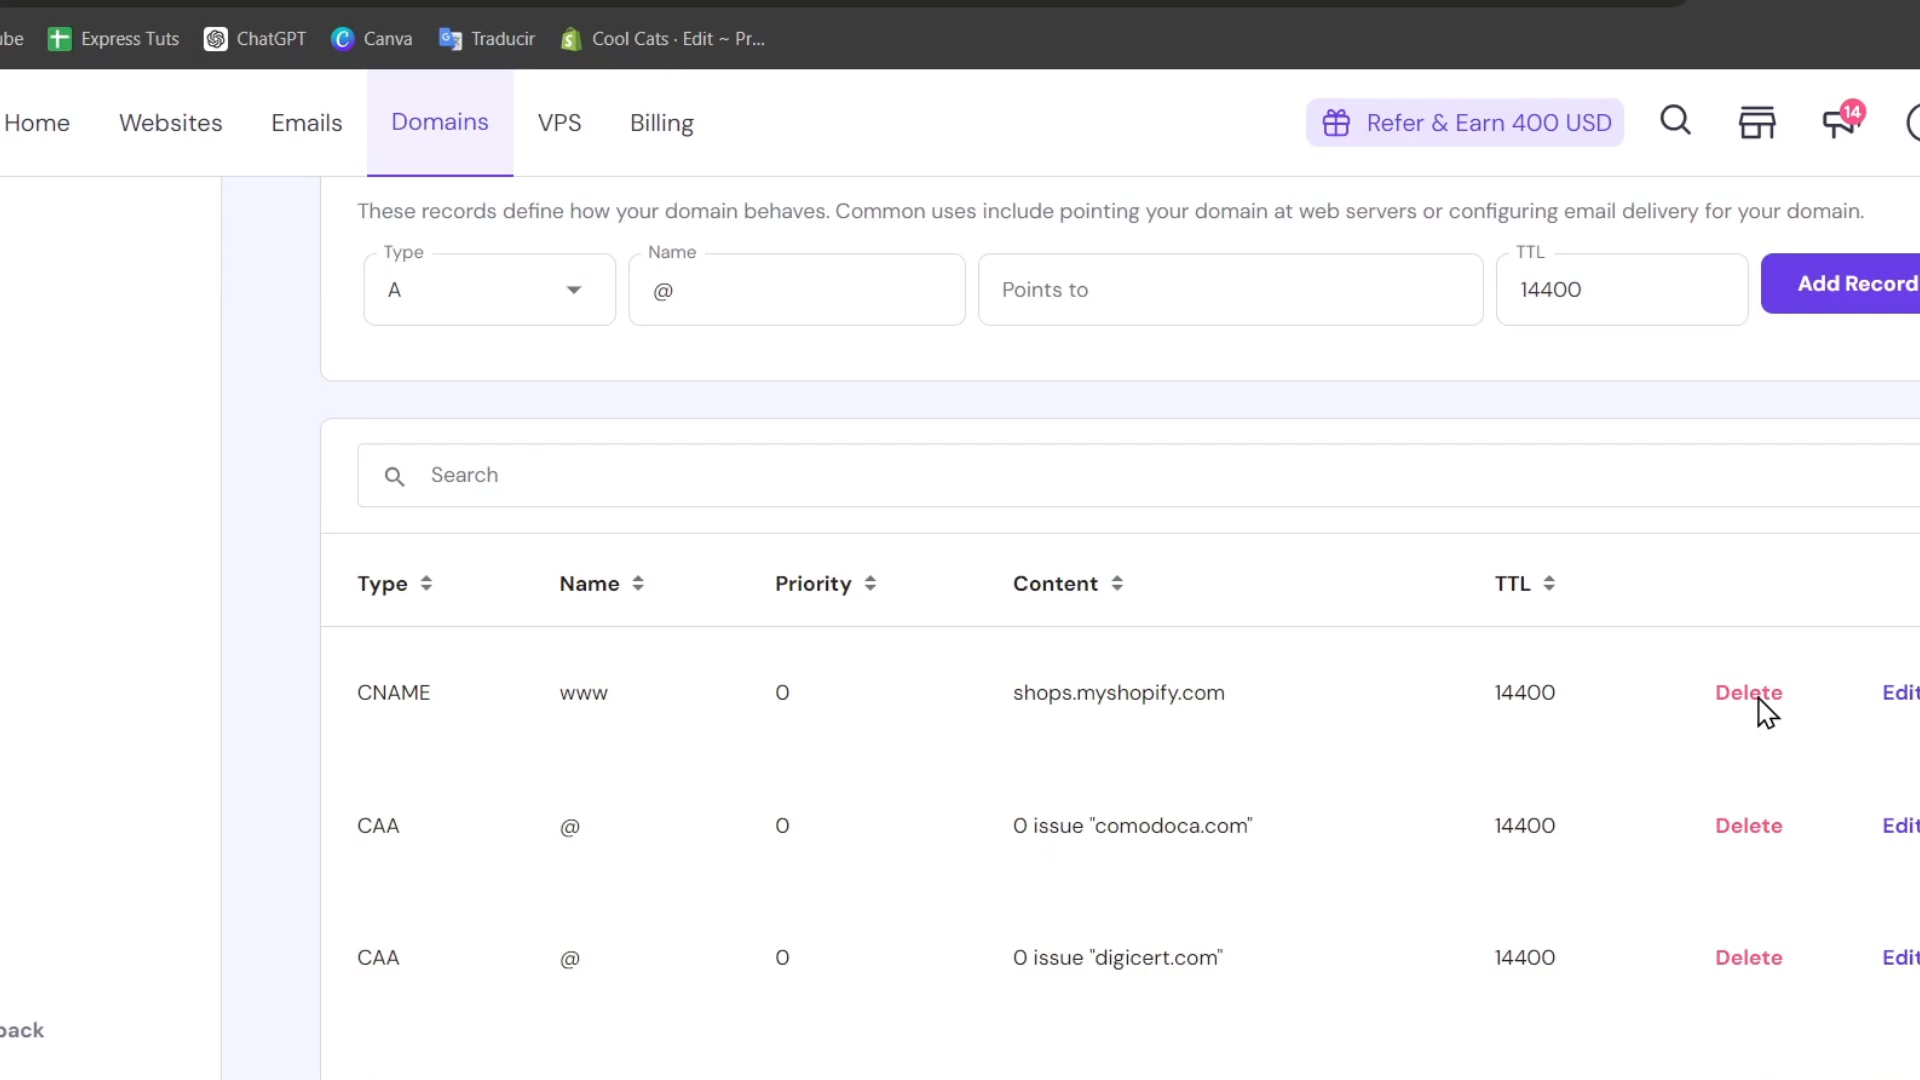 Express Tuts ChatGPT Canva Traducir Cool Cats · Edit ~ Pr...
Home Websites Emails Domains VPS Billing Refer & Earn 400 USD 14
These records define how your domain behaves. Common uses include pointing your domain at web servers or configuring email delivery for your domain.
Type Name TTL
A @ Points to 14400 Add Record
Search
Type Name Priority Content TTL
CNAME www 0 shops.myshopify.com 14400 Delete Edit
CAA @ 0 0 issue "comodoca.com" 14400 Delete Edit
CAA @ 0 0 issue "digicert.com" 14400 Delete Edit